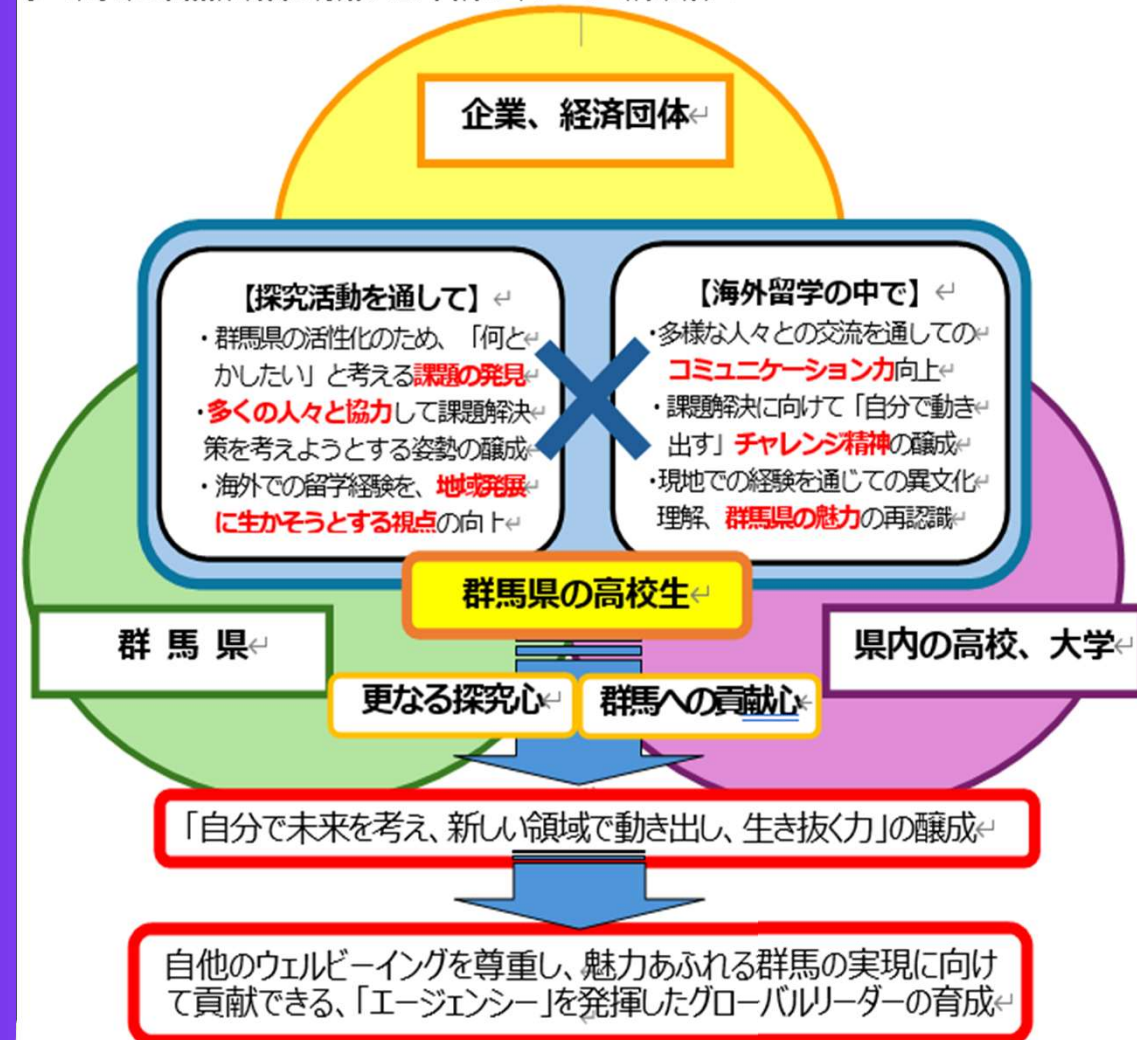 企業、経済団体
【探究活動を通して】
・群馬県の活性化のため、「何と
かしたい」と考える課題の発見
・多くの人々と協力して課題解決
策を考えようとする姿勢の醸成
・海外での留学経験を、地域発展
に生かそうとする視点の向上
【海外留学の中で】
・多様な人々との交流を通しての
コミュニケーション力向上
・課題解決に向けて「自分で動き
出す」チャレンジ精神の醸成
・現地での経験を通じての異文化
理解、群馬県の魅力の再認識
群馬県の高校生
群 馬 県
県内の高校、大学
更なる探究心
群馬への貢献心
「自分で未来を考え、新しい領域で動き出し、生き抜く力」の醸成
自他のウェルビーイングを尊重し、魅力あふれる群馬の実現に向け
て貢献できる、「エージェンシー」を発揮したグローバルリーダーの育成